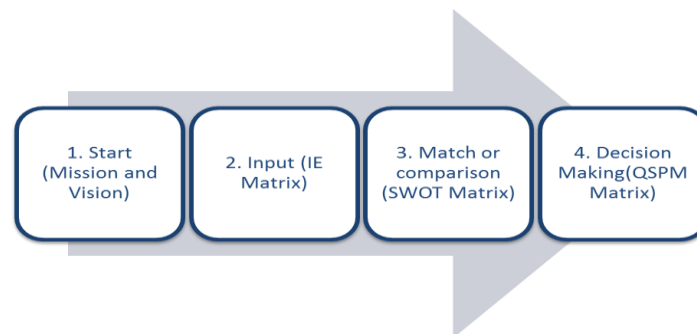 1. Start
(Mission and
Vision)
2. Input (IE
Matrix)
3. Match or
comparison
(SWOT Matrix)
4. Decision
Making(QSPM
Matrix)